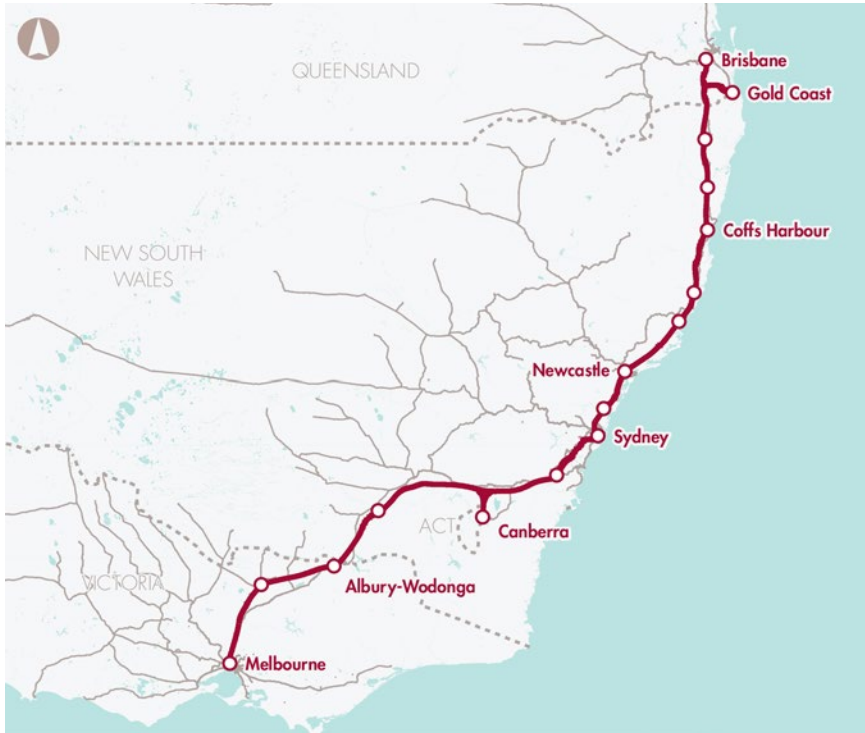 QUEENSLAND
Brisbane
Gold Coast
Coffs Harbour
NEW SOUTH
WALES
Newcastle
Sydney
ACT
Canberra
VICTORIA
Albury-Wodonga
Melbourne